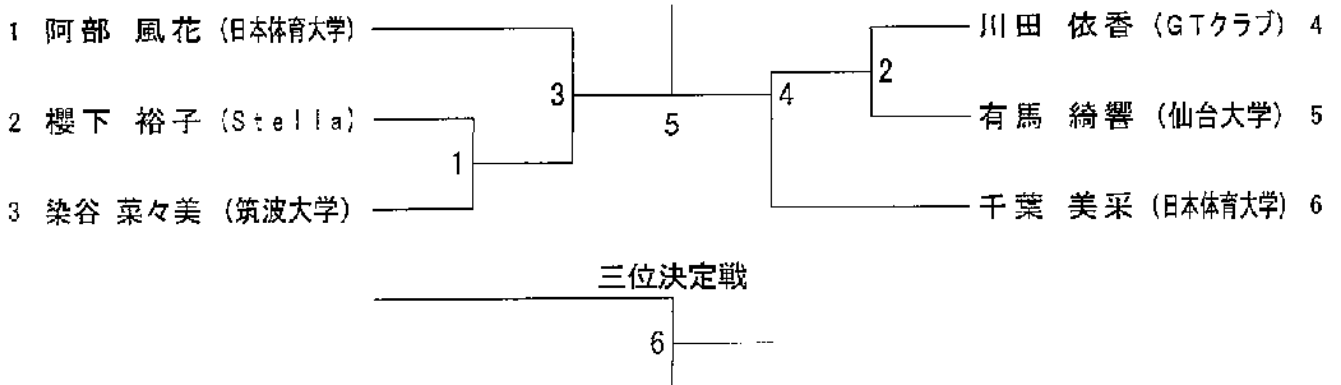 1 阿部 風花 (日本体育大学)
2 櫻下 裕子 (Stella)
3 染谷 菜々美 (筑波大学)
川田 依香 (GTクラブ) 4
有馬 綺響 (仙台大学) 5
千葉 美采 (日本体育大学) 6
3
1
5
4
2
三位決定戦
6